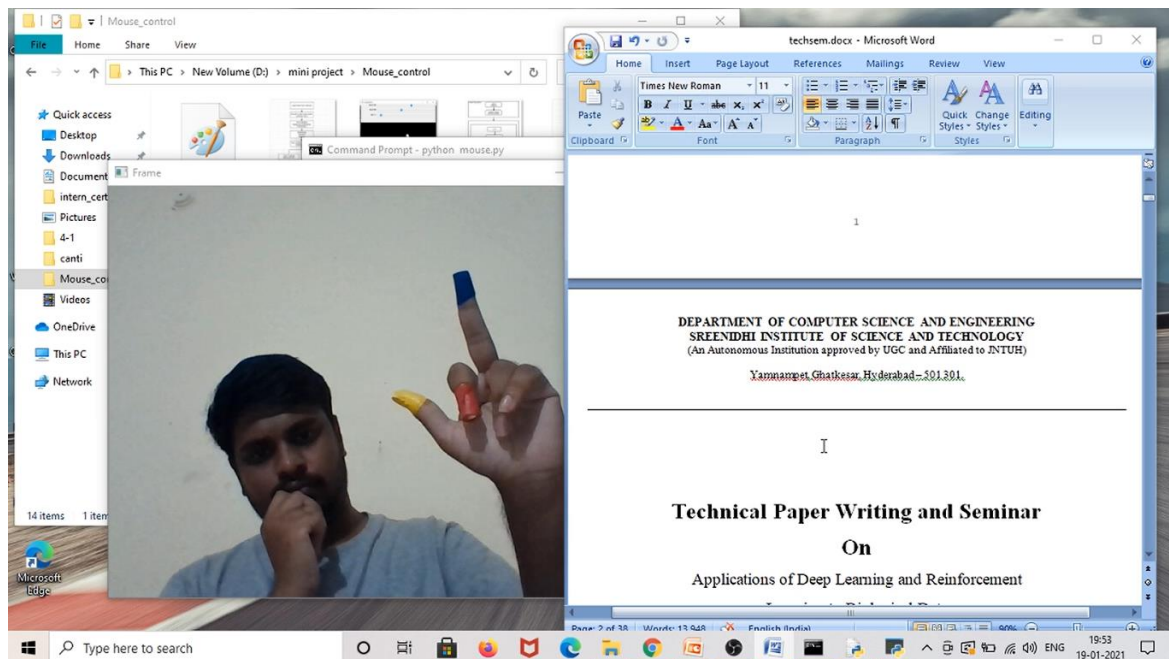 Mouse_control
File Home Share View
This PC > New Volume (D:) > mini project > Mouse_control
Quick access
Desktop
Downloads
Document
intern_cert
Pictures
4-1
canti
Mouse_co
Videos
OneDrive
This PC
Network
14 items 1 item
Command Prompt - python mouse.py
Frame
Microsoft Edge
techsem.docx - Microsoft Word
Home Insert Page Layout References Mailings Review View
Times New Roman 11
Paste
Quick Styles Change Styles Editing
Clipboard Font Paragraph Styles
1
DEPARTMENT OF COMPUTER SCIENCE AND ENGINEERING
SREENIDHI INSTITUTE OF SCIENCE AND TECHNOLOGY
(An Autonomous Institution approved by UGC and Affiliated to JNTUH)
Yamnampet, Ghatkesar, Hyderabad – 501 301.
Technical Paper Writing and Seminar
On
Applications of Deep Learning and Reinforcement
Page: 2 of 38 Words: 13,948 English (India) 90%
Type here to search
ENG
19:53
19-01-2021